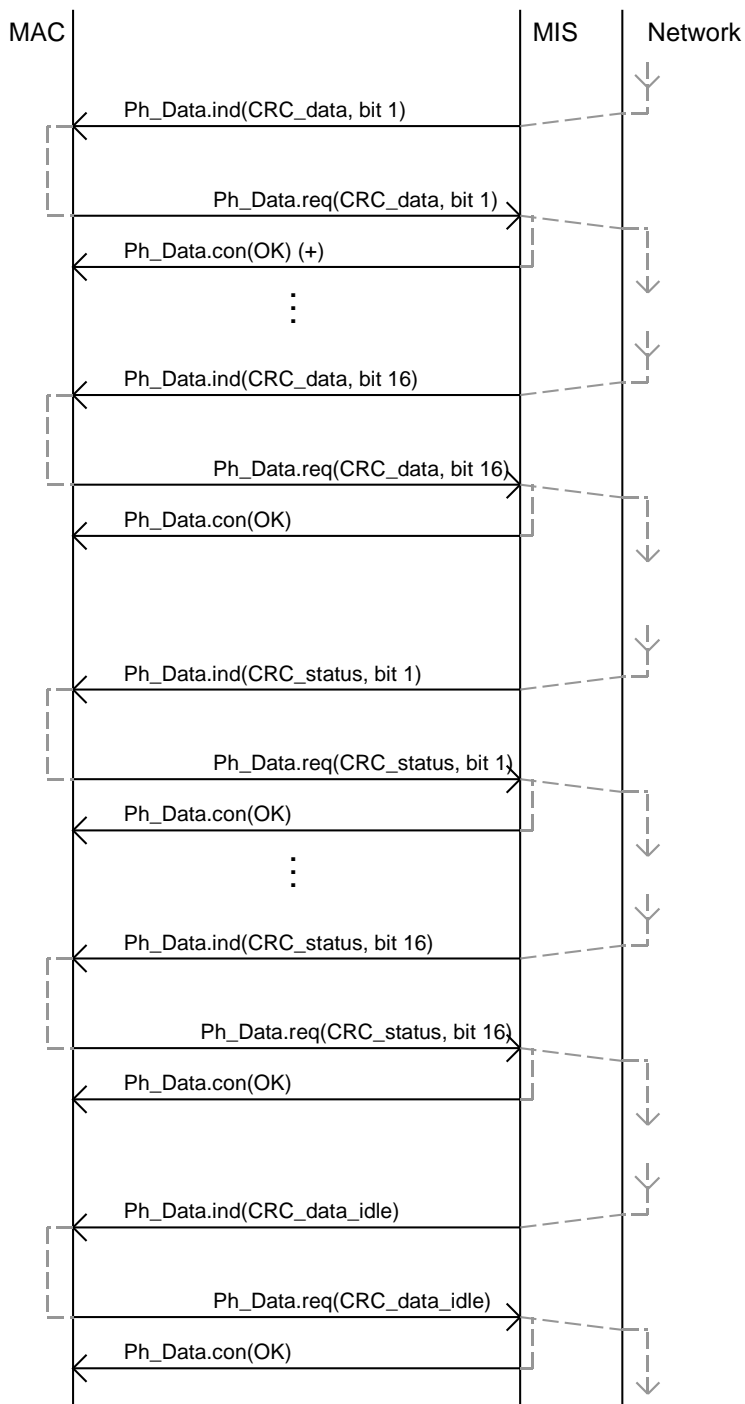 MAC MIS Network
Ph_Data.ind(CRC_data, bit 1)
Ph_Data.req(CRC_data, bit 1)
Ph_Data.con(OK) (+)
⋮
Ph_Data.ind(CRC_data, bit 16)
Ph_Data.req(CRC_data, bit 16)
Ph_Data.con(OK)
Ph_Data.ind(CRC_status, bit 1)
Ph_Data.req(CRC_status, bit 1)
Ph_Data.con(OK)
⋮
Ph_Data.ind(CRC_status, bit 16)
Ph_Data.req(CRC_status, bit 16)
Ph_Data.con(OK)
Ph_Data.ind(CRC_data_idle)
Ph_Data.req(CRC_data_idle)
Ph_Data.con(OK)